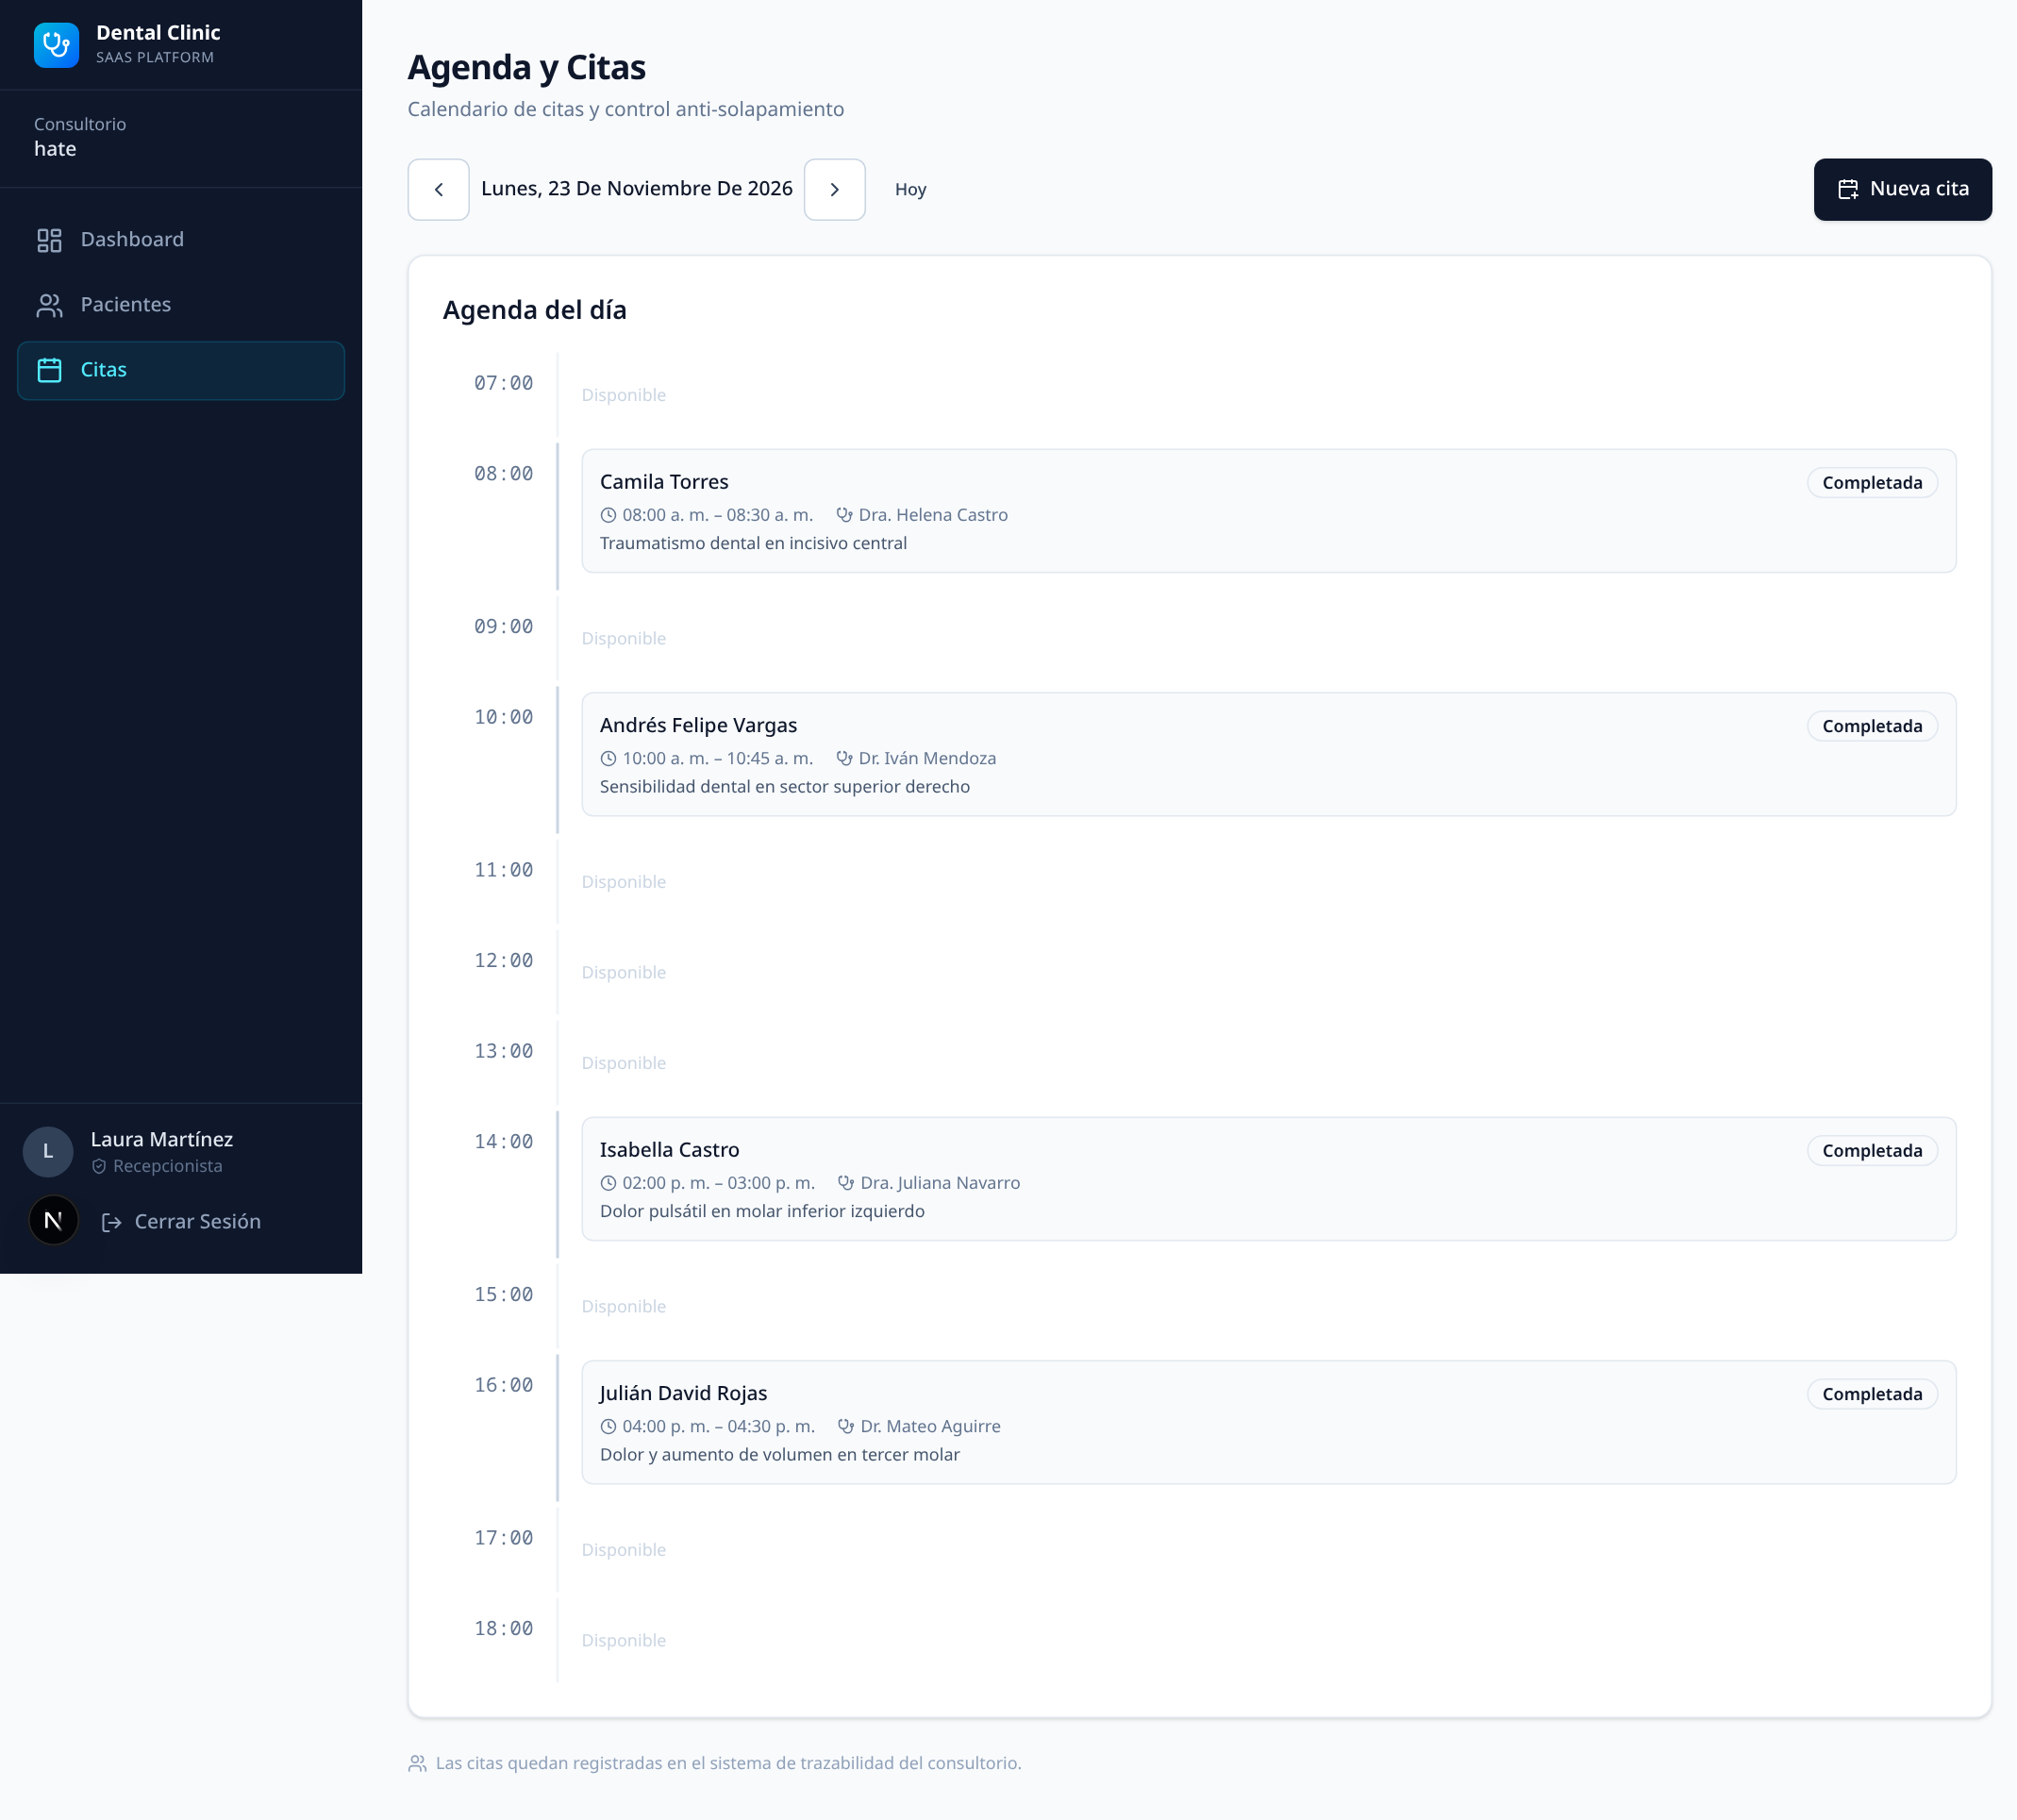 Dental Clinic
SAAS PLATFORM
Consultorio
hate
Dashboard
Pacientes
Citas
L
Laura Martínez
Recepcionista
N
Cerrar Sesión
Agenda y Citas
Calendario de citas y control anti-solapamiento
Lunes, 23 De Noviembre De 2026
Hoy
Nueva cita
Agenda del día
07:00
Disponible
08:00
Camila Torres
Completada
08:00 a. m. – 08:30 a. m. Dra. Helena Castro
Traumatismo dental en incisivo central
09:00
Disponible
10:00
Andrés Felipe Vargas
Completada
10:00 a. m. – 10:45 a. m. Dr. Iván Mendoza
Sensibilidad dental en sector superior derecho
11:00
Disponible
12:00
Disponible
13:00
Disponible
14:00
Isabella Castro
Completada
02:00 p. m. – 03:00 p. m. Dra. Juliana Navarro
Dolor pulsátil en molar inferior izquierdo
15:00
Disponible
16:00
Julián David Rojas
Completada
04:00 p. m. – 04:30 p. m. Dr. Mateo Aguirre
Dolor y aumento de volumen en tercer molar
17:00
Disponible
18:00
Disponible
Las citas quedan registradas en el sistema de trazabilidad del consultorio.